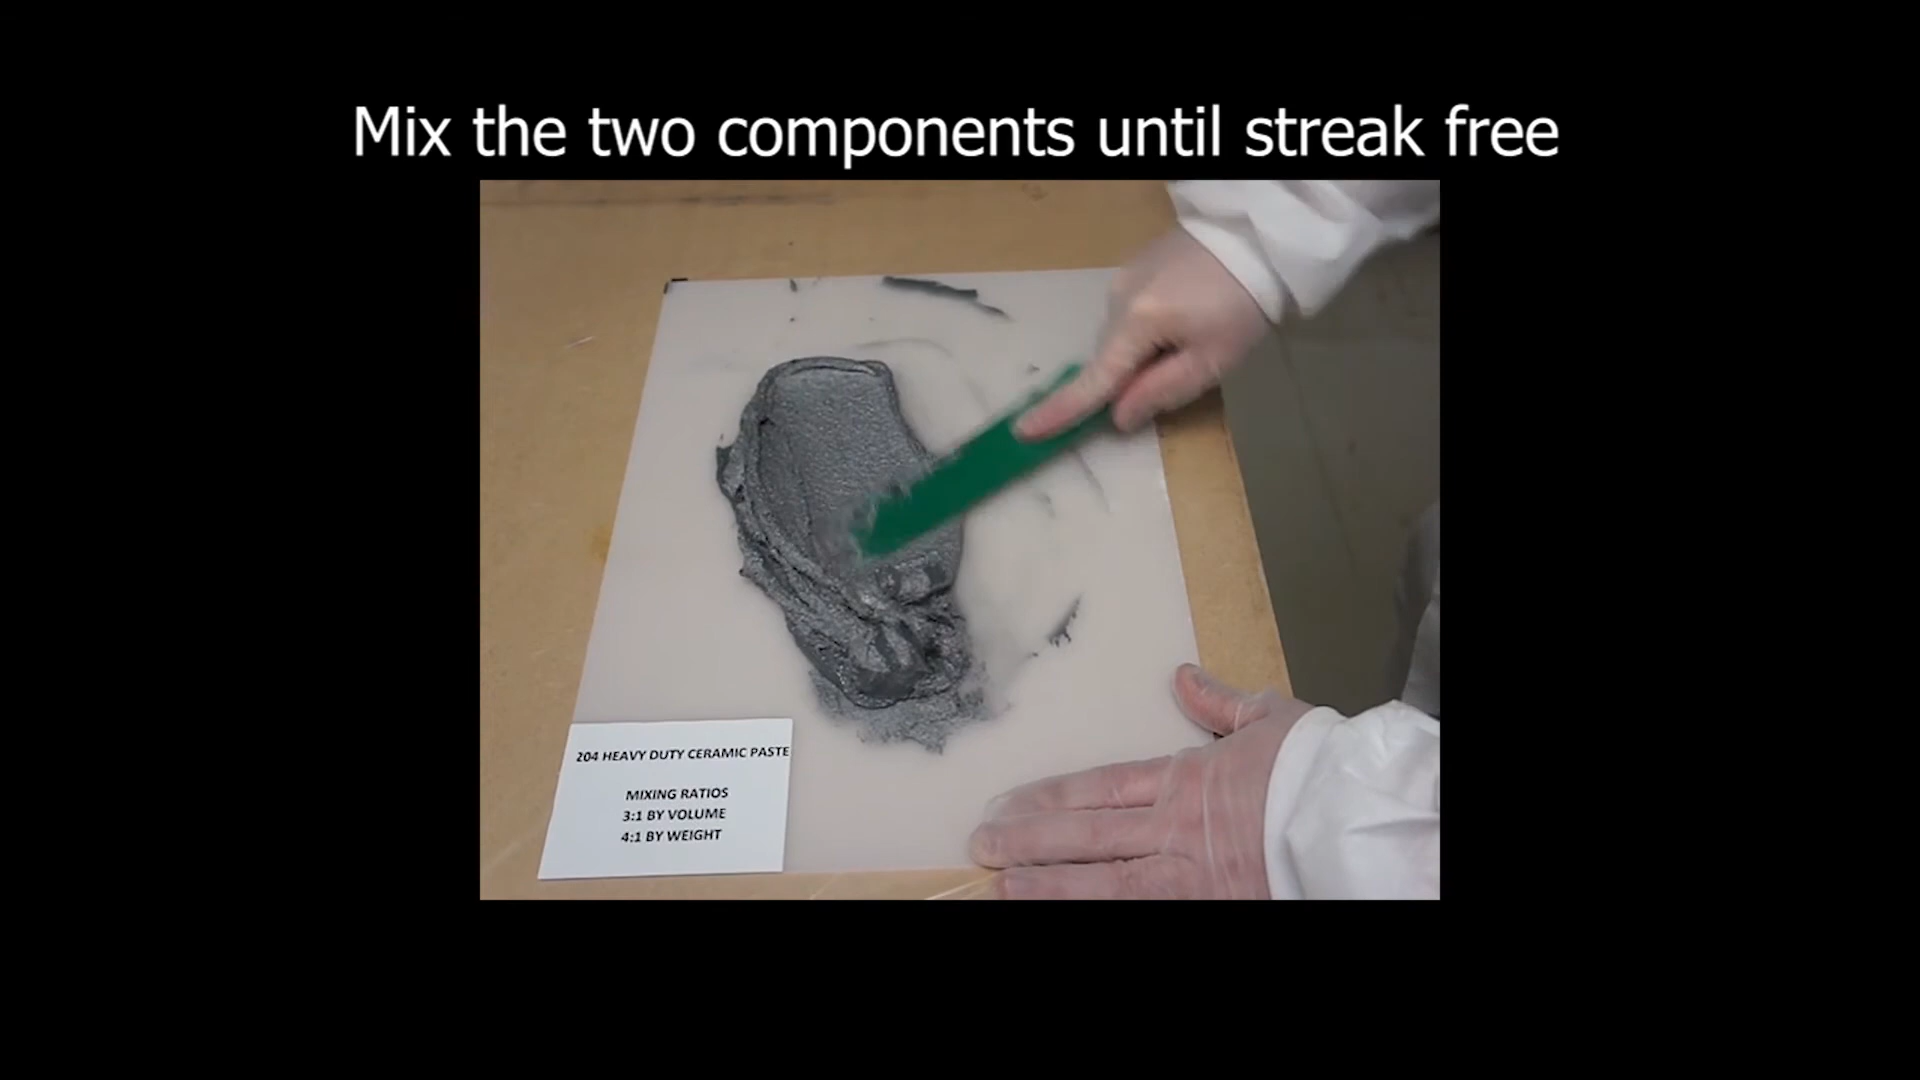 Mix the two components until streak free
204 HEAVY DUTY CERAMIC PASTE
MIXING RATIOS
3:1 BY VOLUME
4:1 BY WEIGHT